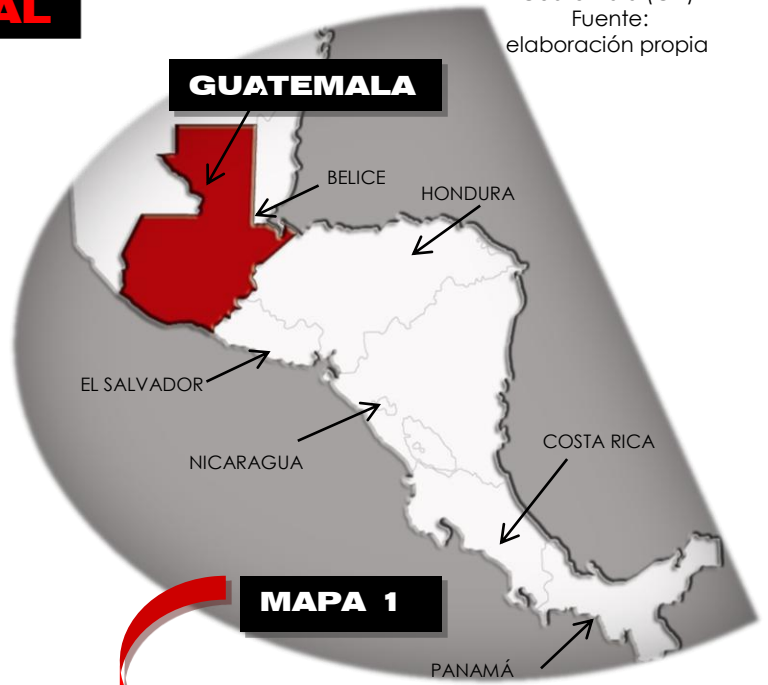 AL
Fuente:
elaboración propia
GUATEMALA
BELICE
HONDURA
EL SALVADOR
NICARAGUA
COSTA RICA
MAPA 1
PANAMÁ